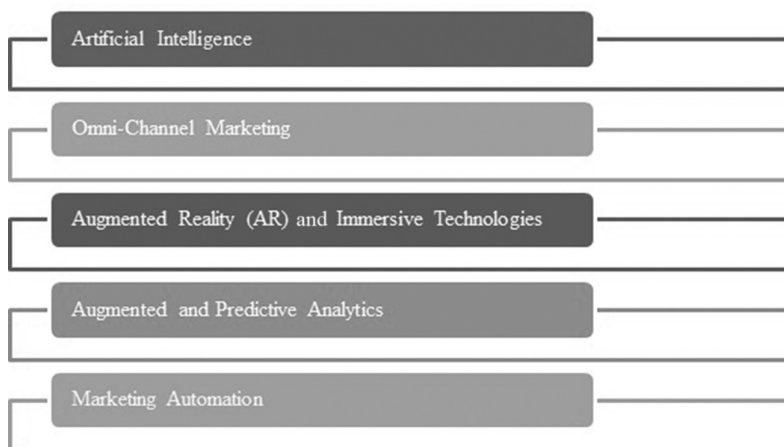 Artificial Intelligence
Omni-Channel Marketing
Augmented Reality (AR) and Immersive Technologies
Augmented and Predictive Analytics
Marketing Automation